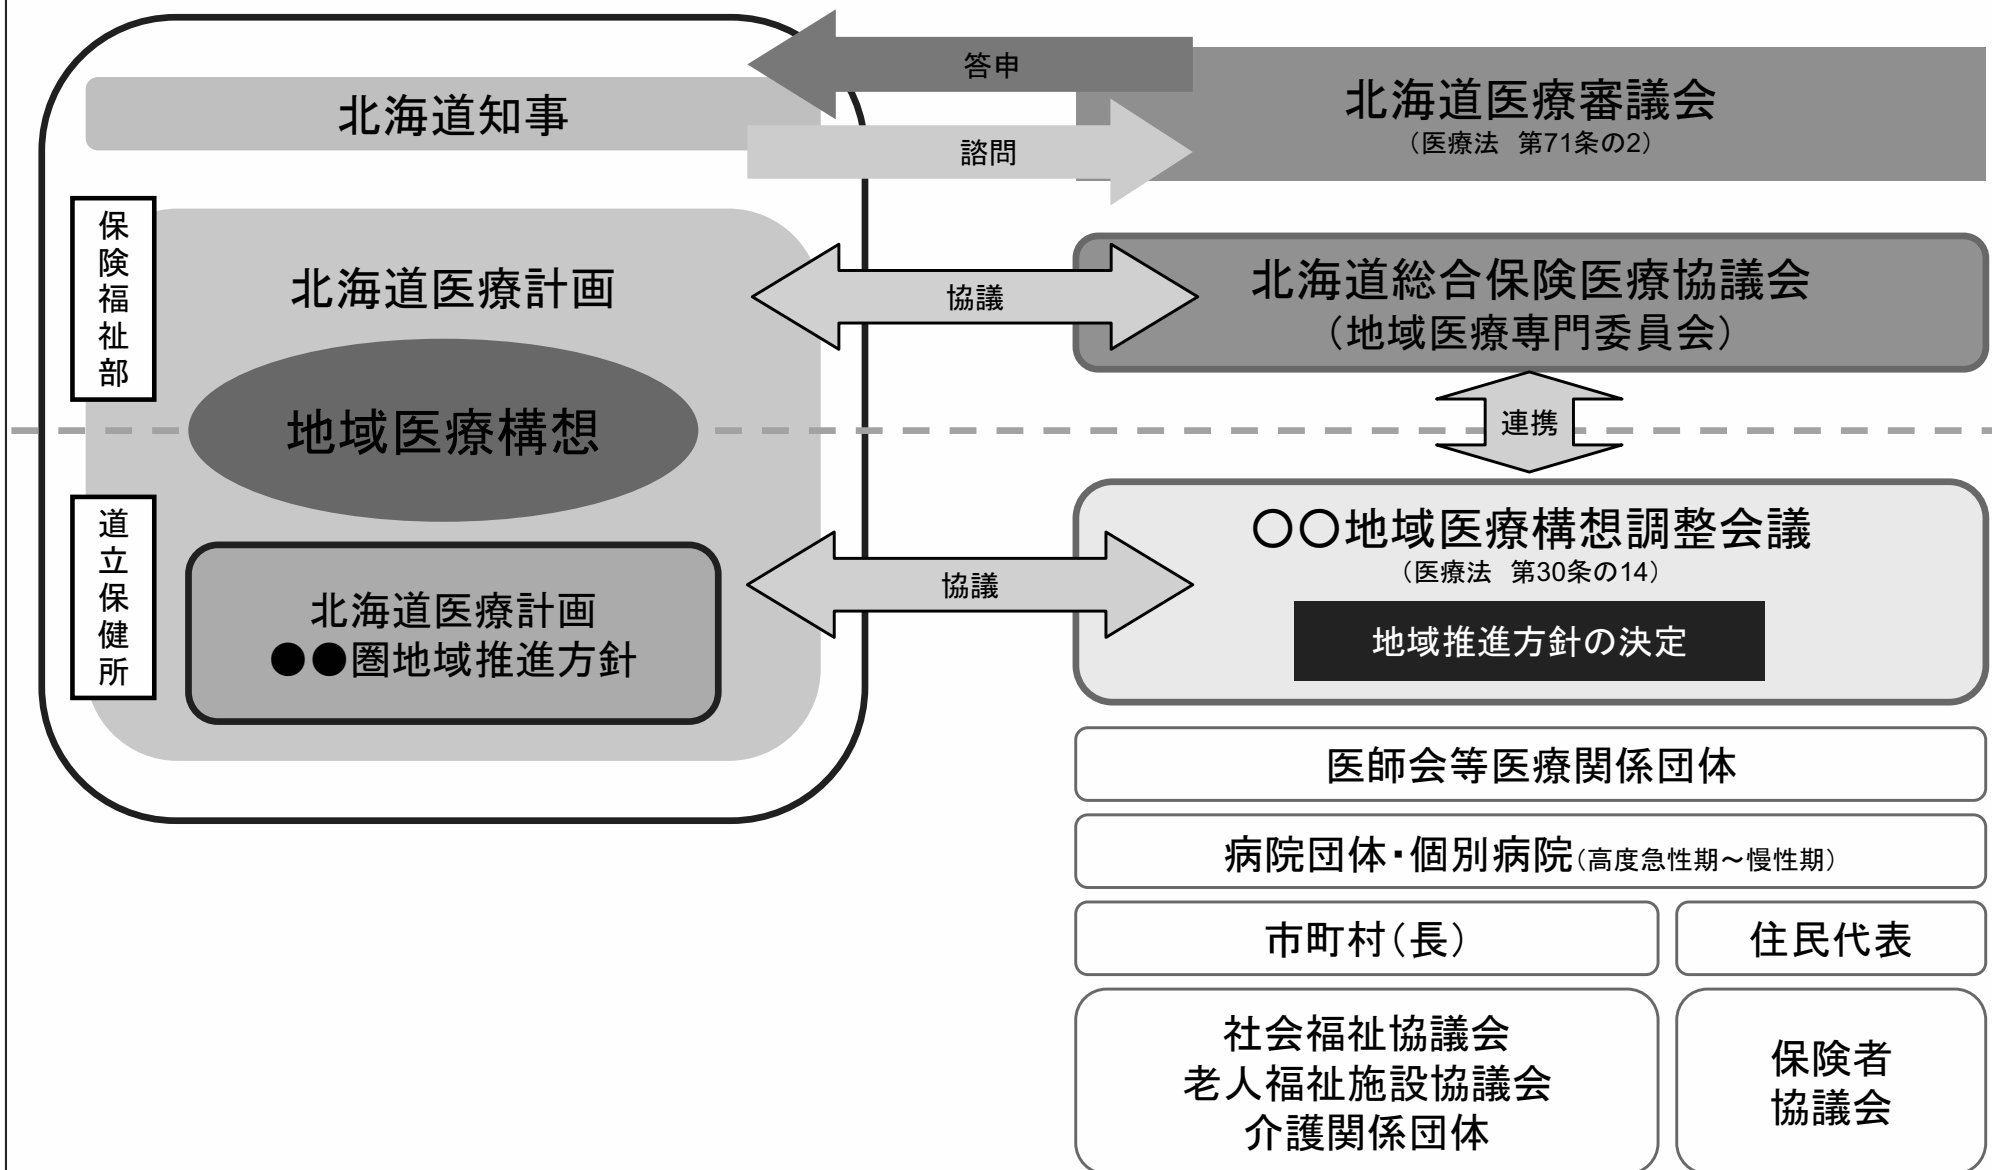 答申
北海道知事
諮問
北海道医療審議会
（医療法　第71条の2）
保険福祉部
北海道医療計画
協議
北海道総合保険医療協議会
（地域医療専門委員会）
地域医療構想
連携
道立保健所
北海道医療計画
●●圏地域推進方針
協議
〇〇地域医療構想調整会議
（医療法　第30条の14）
地域推進方針の決定
医師会等医療関係団体
病院団体・個別病院（高度急性期～慢性期）
市町村（長）
住民代表
社会福祉協議会
老人福祉施設協議会
介護関係団体
保険者
協議会